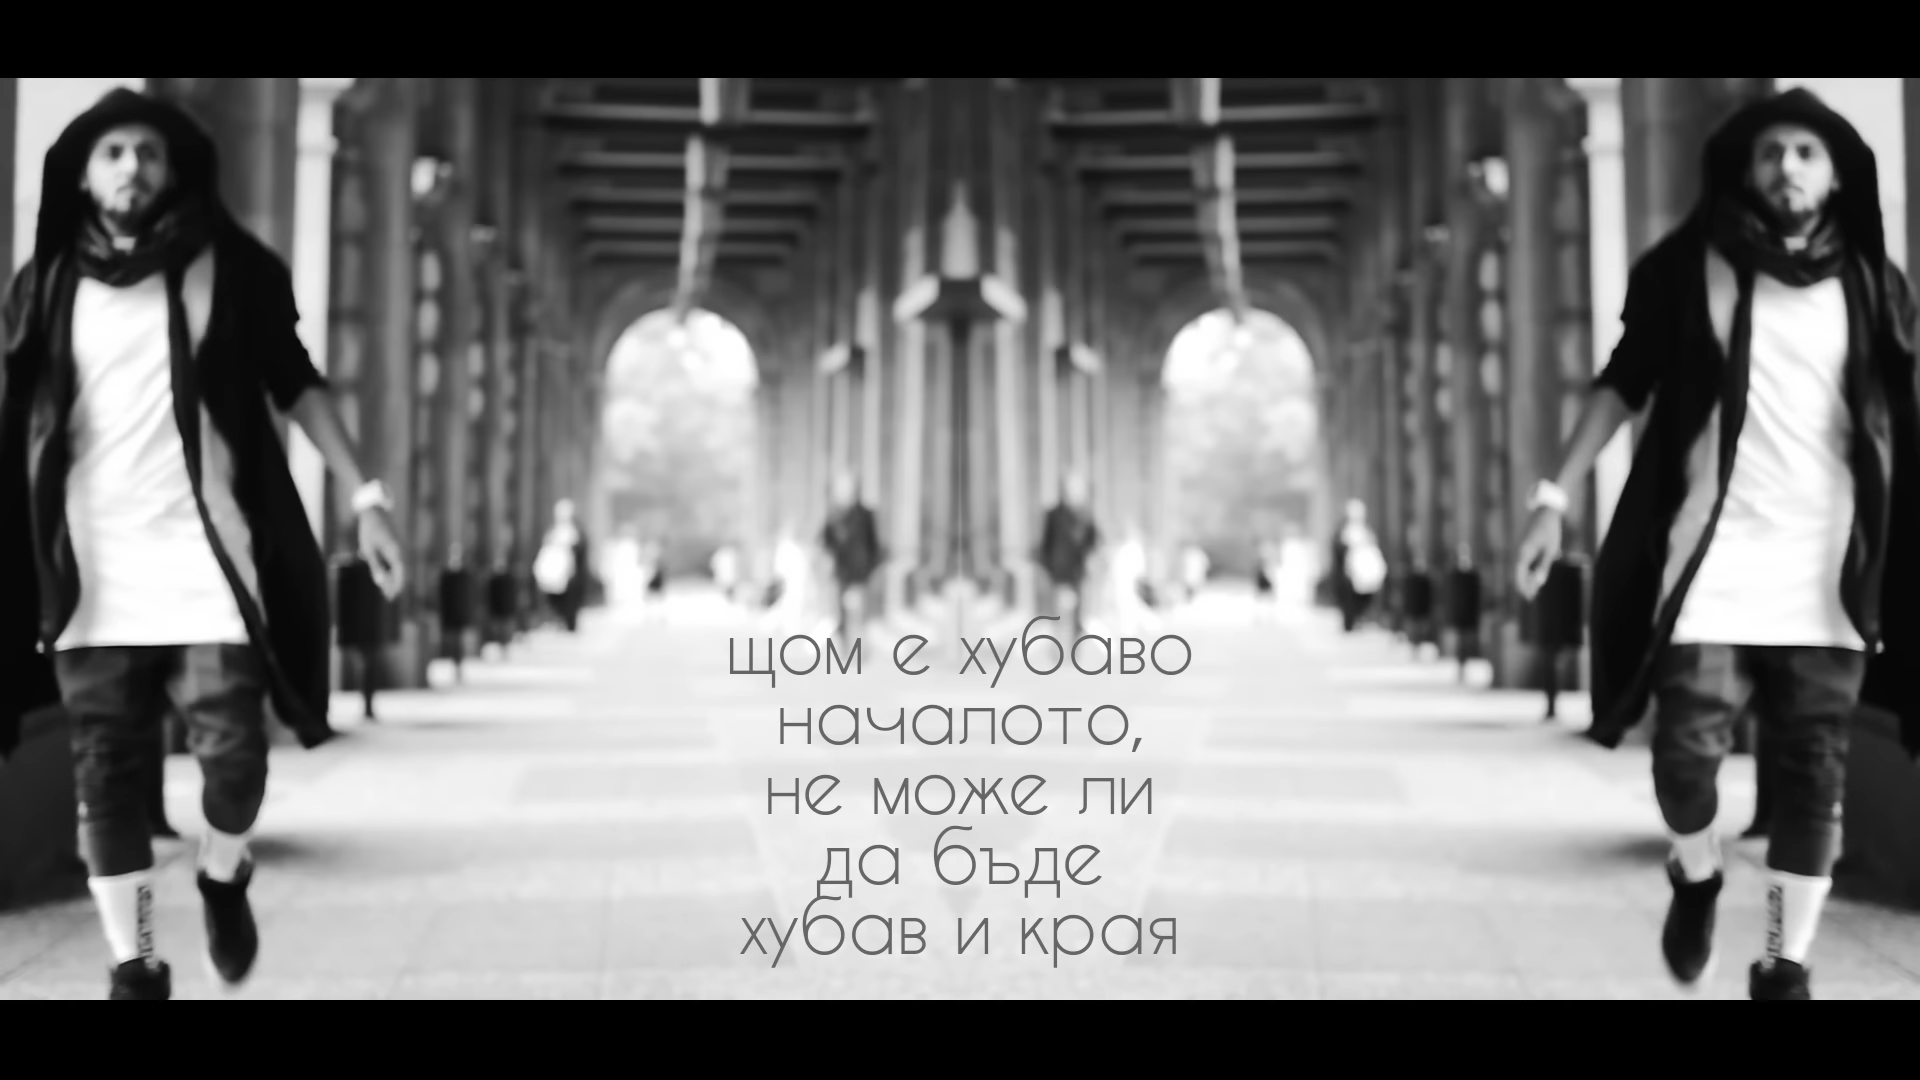 щом е хубаво
началото,
не може ли
да бъде
хубав и края